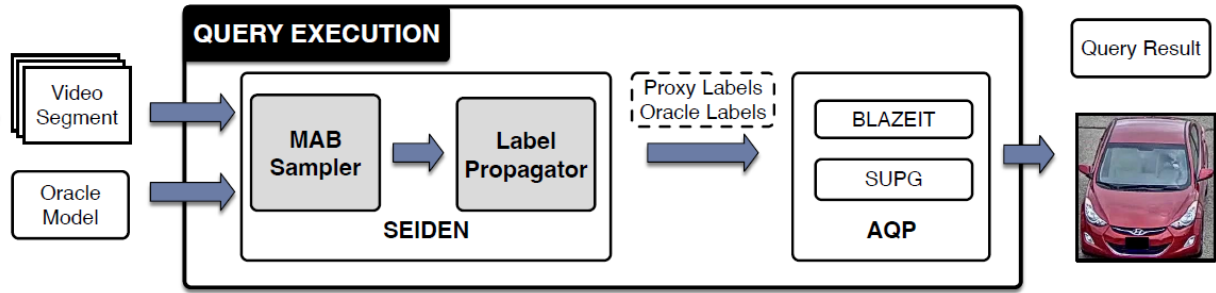 QUERY EXECUTION
Video
Segment
Oracle
Model
MAB
Sampler
Label
Propagator
SEIDEN
Proxy Labels
Oracle Labels
BLAZEIT
SUPG
AQP
Query Result